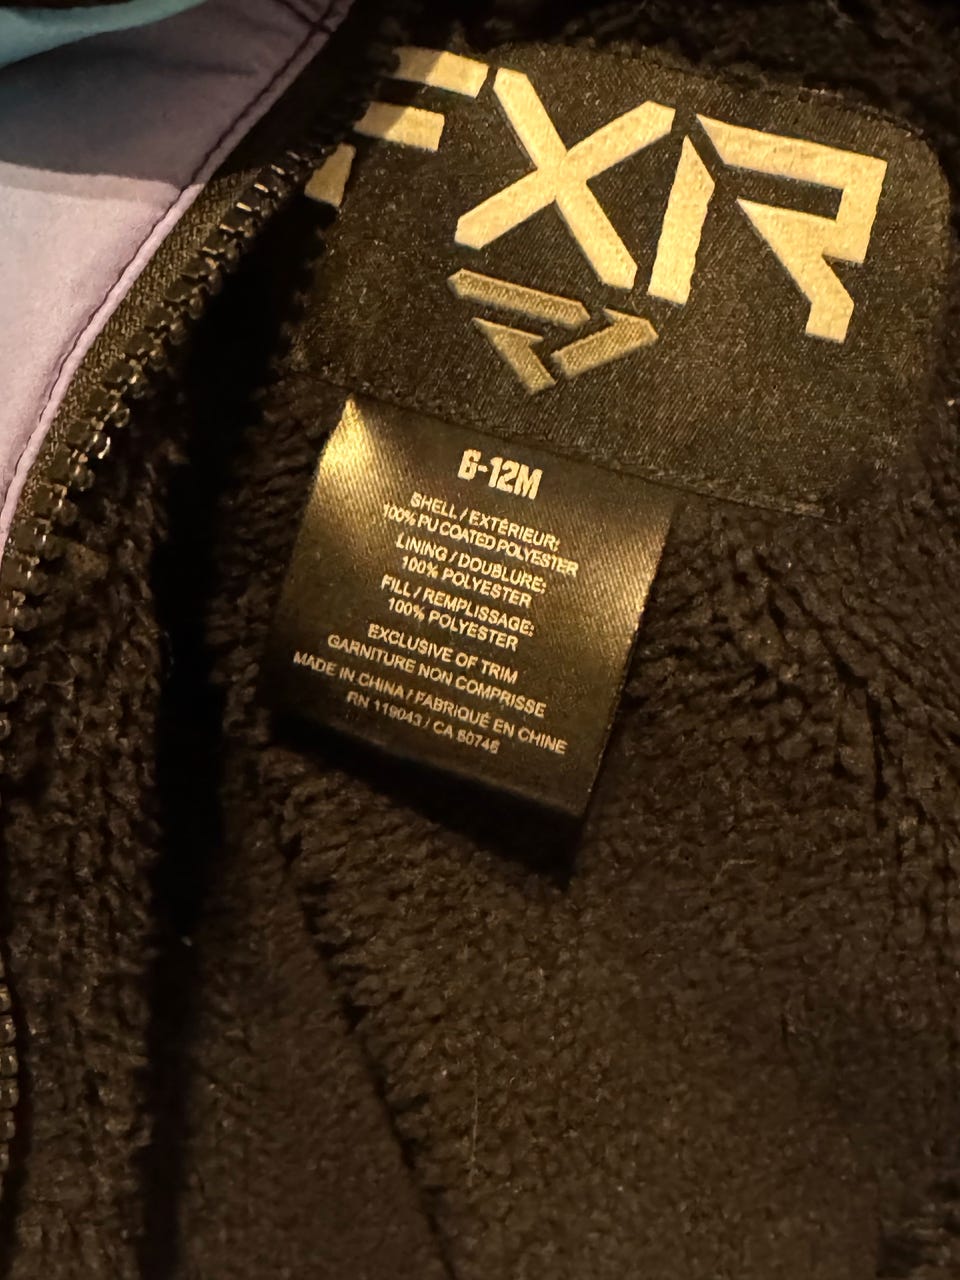 FXR
6-12M
SHELL / EXTÉRIEUR:
100% PU COATED POLYESTER
LINING / DOUBLURE:
100% POLYESTER
FILL / REMPLISSAGE:
100% POLYESTER
EXCLUSIVE OF TRIM
GARNITURE NON COMPRISSE
MADE IN CHINA / FABRIQUÉ EN CHINE
RN 119043 / CA 60746